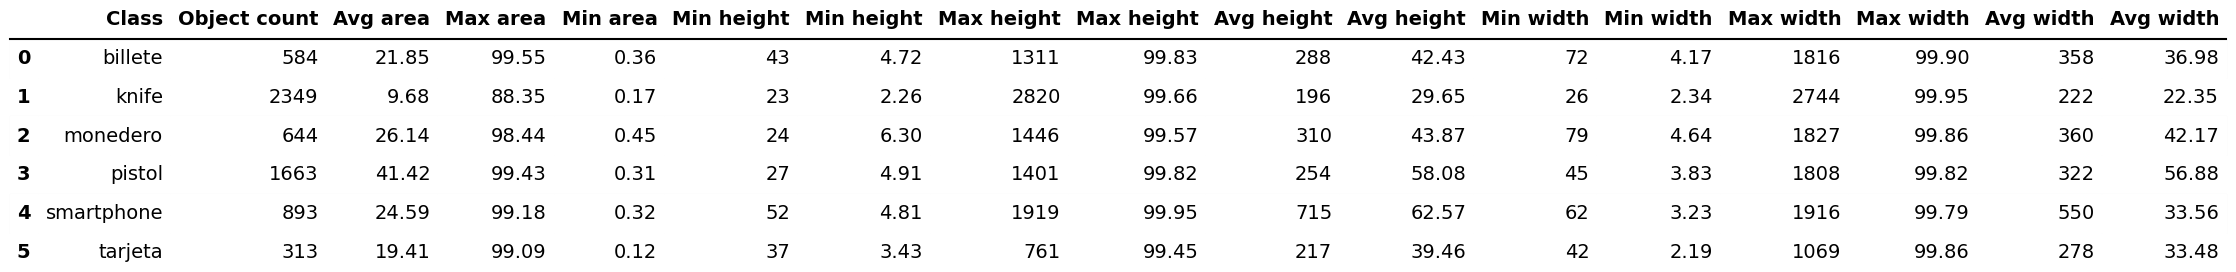 Class Object count Avg area Max area Min area Min height Min height Max height Max height Avg height Avg height Min width Min width Max width Max width Avg width Avg width
0 billete 584 21.85 99.55 0.36 43 4.72 1311 99.83 288 42.43 72 4.17 1816 99.90 358 36.98
1 knife 2349 9.68 88.35 0.17 23 2.26 2820 99.66 196 29.65 26 2.34 2744 99.95 222 22.35
2 monedero 644 26.14 98.44 0.45 24 6.30 1446 99.57 310 43.87 79 4.64 1827 99.86 360 42.17
3 pistol 1663 41.42 99.43 0.31 27 4.91 1401 99.82 254 58.08 45 3.83 1808 99.82 322 56.88
4 smartphone 893 24.59 99.18 0.32 52 4.81 1919 99.95 715 62.57 62 3.23 1916 99.79 550 33.56
5 tarjeta 313 19.41 99.09 0.12 37 3.43 761 99.45 217 39.46 42 2.19 1069 99.86 278 33.48